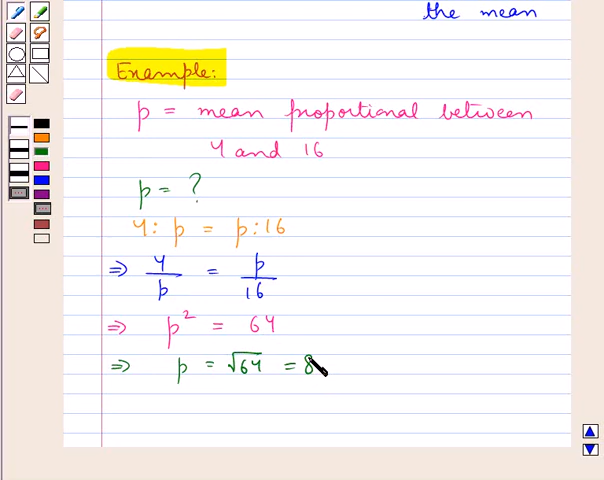 the mean
Example:
p = mean proportional between
4 and 16
p = ?
4 : p = p : 16
⇒ 4/p = p/16
⇒ p² = 64
⇒ p = √64 = 8